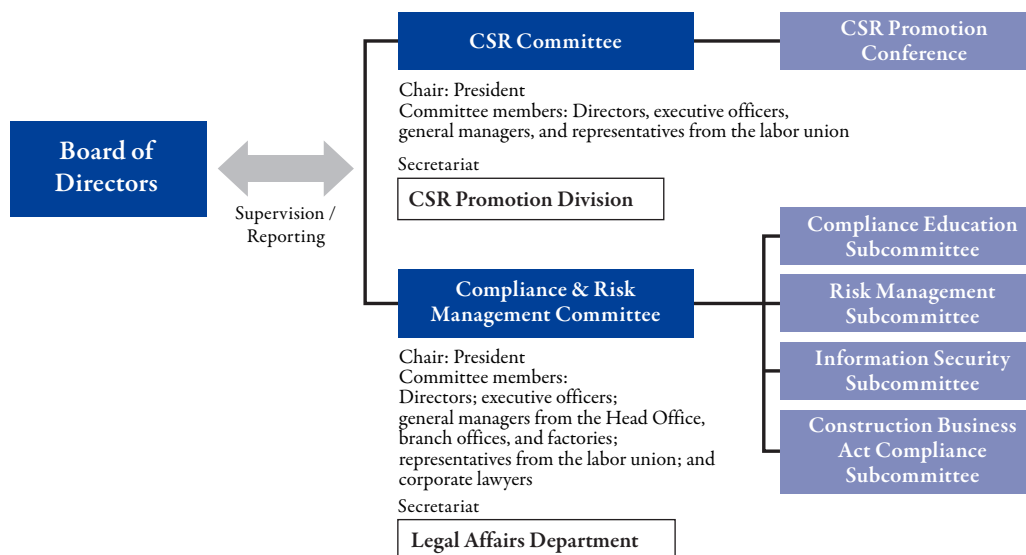 Board of
Directors
Supervision /
Reporting
CSR Committee
Chair: President
Committee members: Directors, executive officers,
general managers, and representatives from the labor union
Secretariat
CSR Promotion Division
CSR Promotion
Conference
Compliance & Risk
Management Committee
Chair: President
Committee members:
Directors; executive officers;
general managers from the Head Office,
branch offices, and factories;
representatives from the labor union; and
corporate lawyers
Secretariat
Legal Affairs Department
Compliance Education
Subcommittee
Risk Management
Subcommittee
Information Security
Subcommittee
Construction Business
Act Compliance
Subcommittee